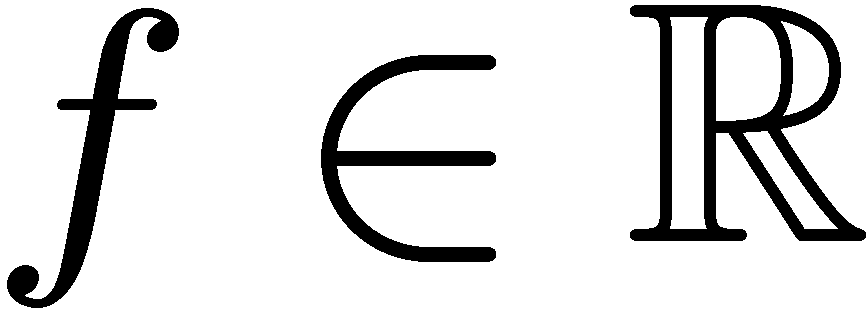 f ∈ ℝ